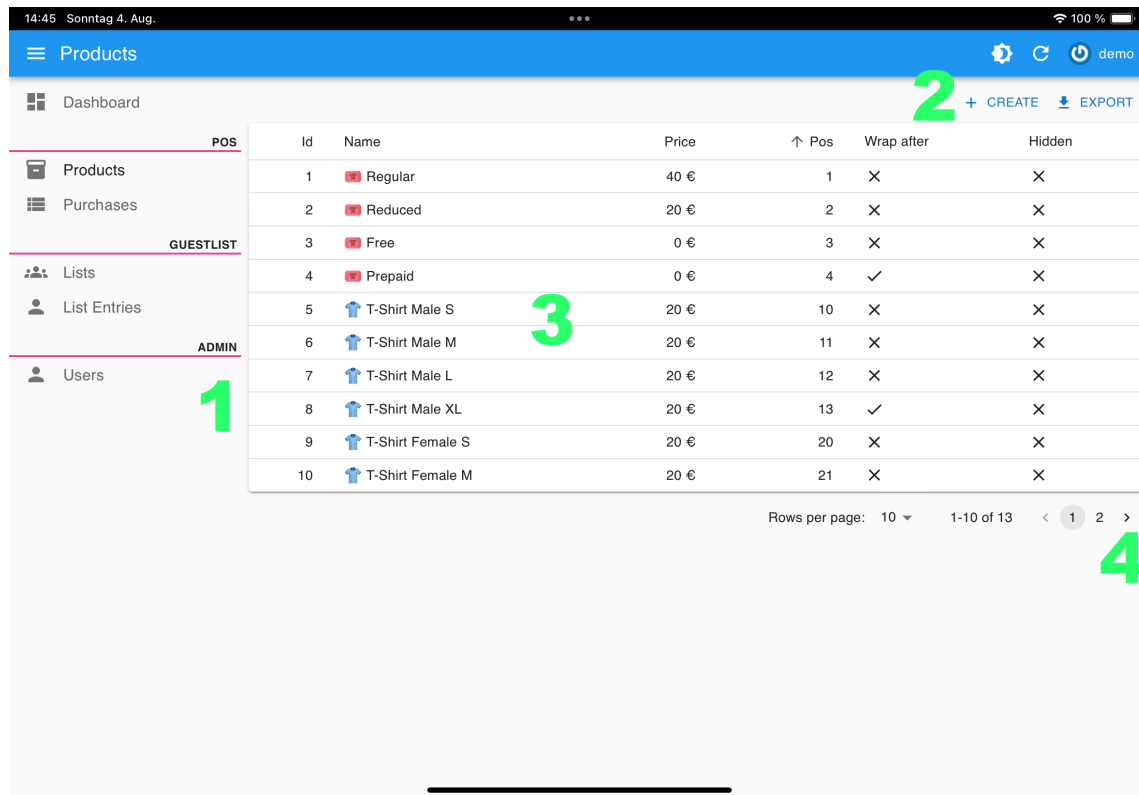 14:45 Sonntag 4. Aug. 100 %
Products demo
Dashboard
POS
Products
Purchases
GUESTLIST
Lists
List Entries
ADMIN
Users
1
2
CREATE EXPORT
Id Name Price Pos Wrap after Hidden
1 Regular 40 € 1
2 Reduced 20 € 2
3 Free 0 € 3
4 Prepaid 0 € 4
5 T-Shirt Male S 20 € 10
6 T-Shirt Male M 20 € 11
7 T-Shirt Male L 20 € 12
8 T-Shirt Male XL 20 € 13
9 T-Shirt Female S 20 € 20
10 T-Shirt Female M 20 € 21
3
Rows per page: 10 1-10 of 13 1 2
4